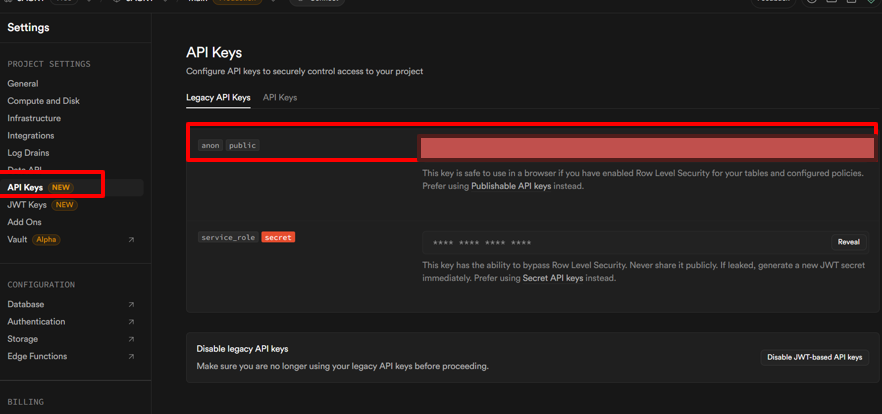 main
Feedback
Settings
API Keys
PROJECT SETTINGS
Configure API keys to securely control access to your project
General
Legacy API Keys API Keys
Compute and Disk
Infrastructure
Integrations
anon public
Log Drains
Data API
This key is safe to use in a browser if you have enabled Row Level Security for your tables and configured policies.
Prefer using Publishable API keys instead.
API Keys NEW
JWT Keys NEW
Add Ons
Vault Alpha
service_role secret
**** **** **** ****
Reveal
This key has the ability to bypass Row Level Security. Never share it publicly. If leaked, generate a new JWT secret
immediately. Prefer using Secret API keys instead.
CONFIGURATION
Database
Authentication
Storage
Edge Functions
Disable legacy API keys
Make sure you are no longer using your legacy API keys before proceeding.
Disable JWT-based API keys
BILLING